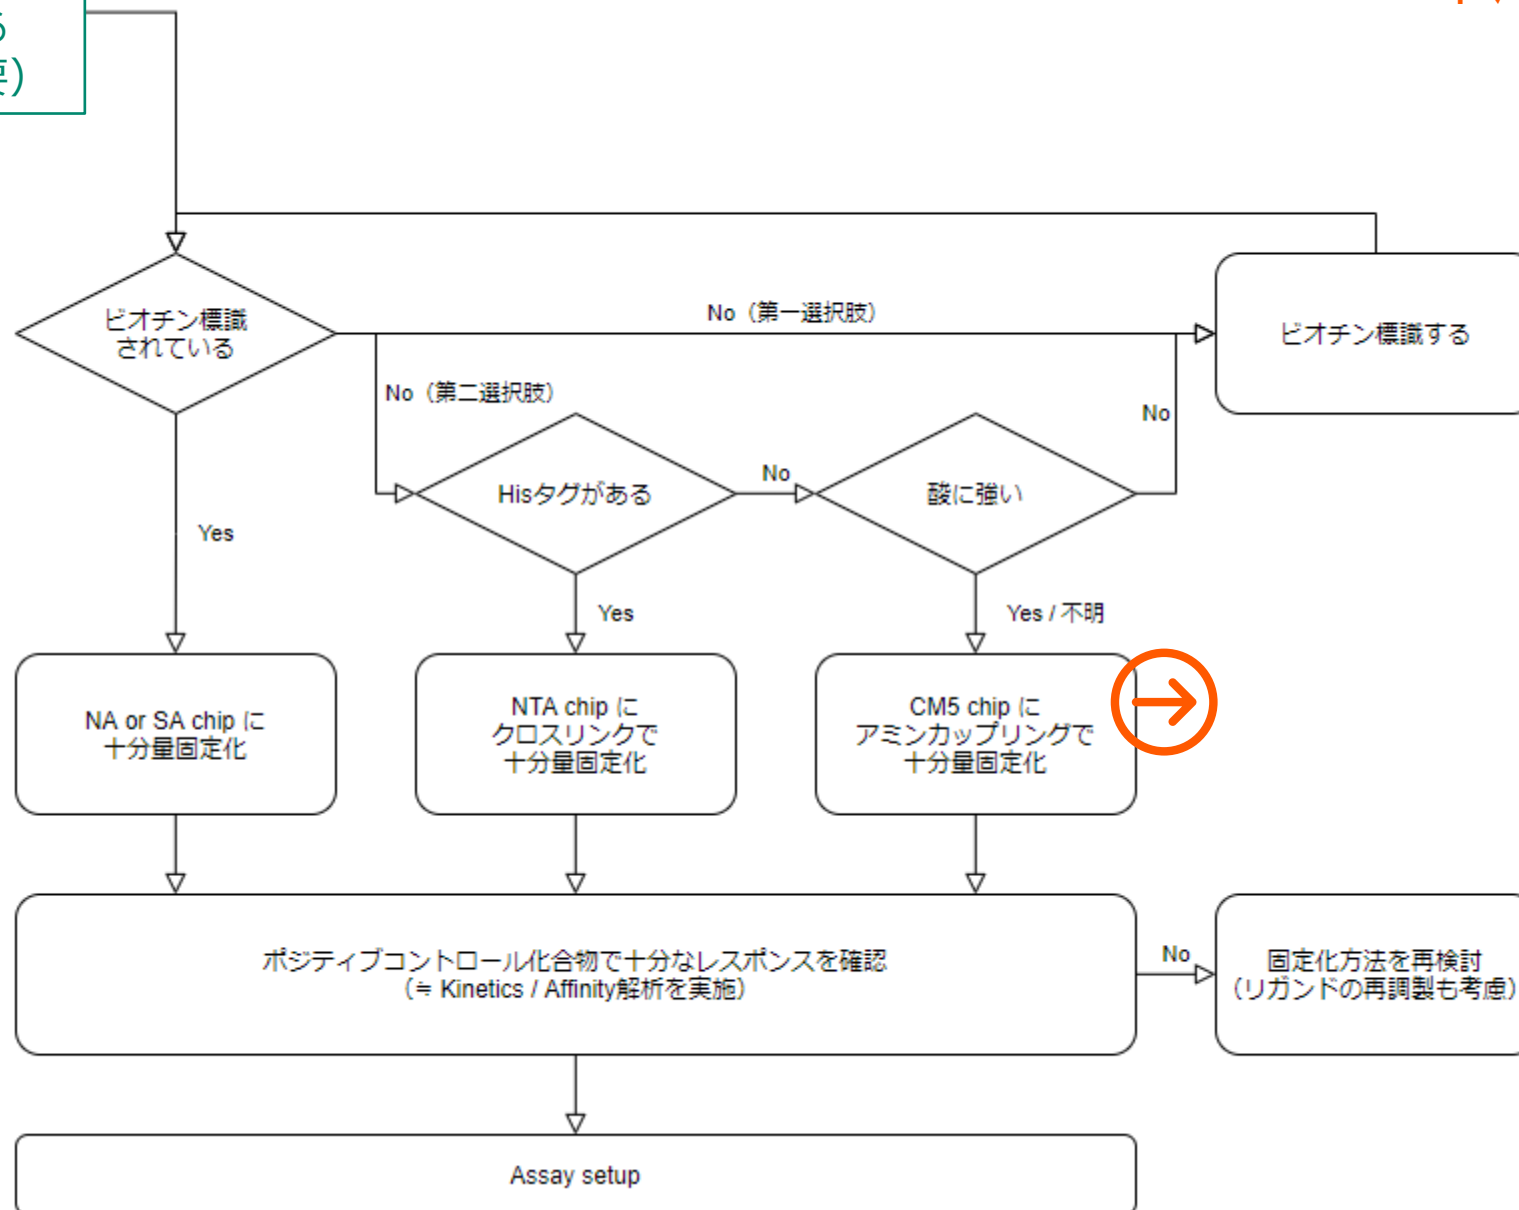 る
要）
No（第一選択肢）
ビオチン標識
されている
ビオチン標識する
No（第二選択肢）
No
Hisタグがある
No
酸に強い
Yes
Yes
Yes / 不明
NA or SA chip に
十分量固定化
NTA chip に
クロスリンクで
十分量固定化
CM5 chip に
アミンカップリングで
十分量固定化
ポジティブコントロール化合物で十分なレスポンスを確認
（≒ Kinetics / Affinity解析を実施）
No
固定化方法を再検討
（リガンドの再調製も考慮）
Assay setup